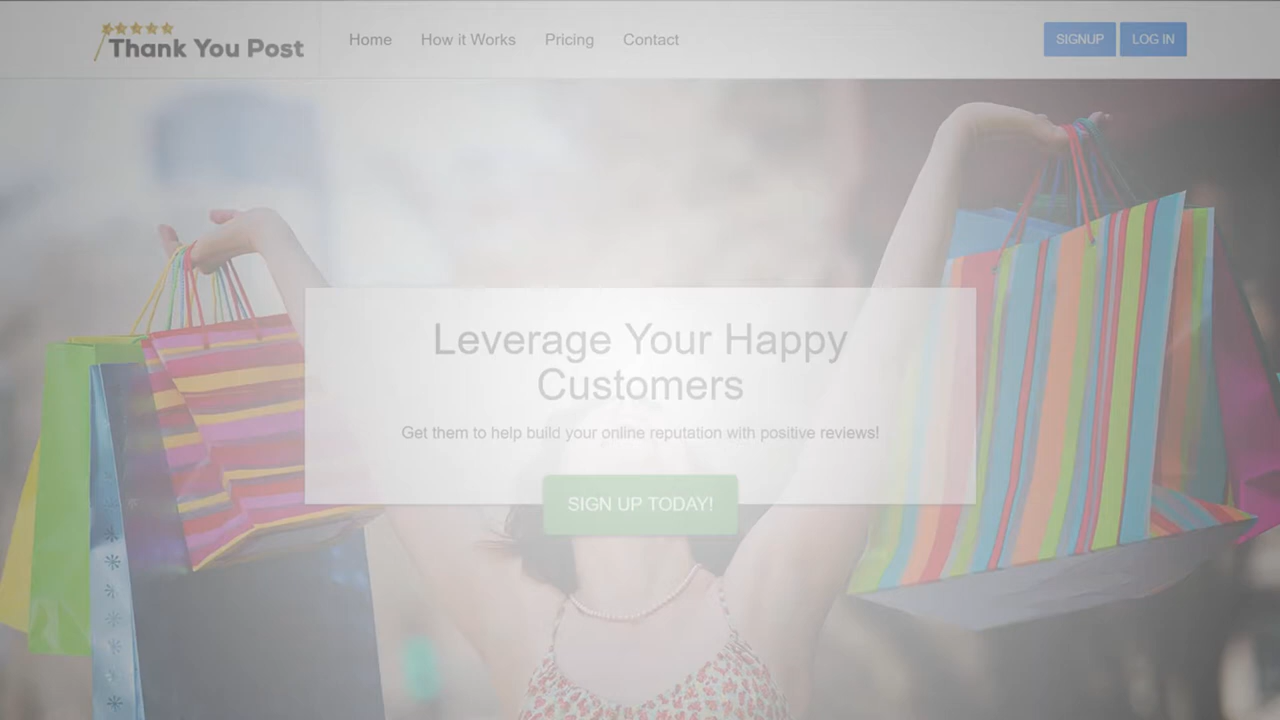 Thank You Post
Home
How it Works
Pricing
Contact
SIGNUP
LOG IN
Leverage Your Happy
Customers
Get them to help build your online reputation with positive reviews!
SIGN UP TODAY!